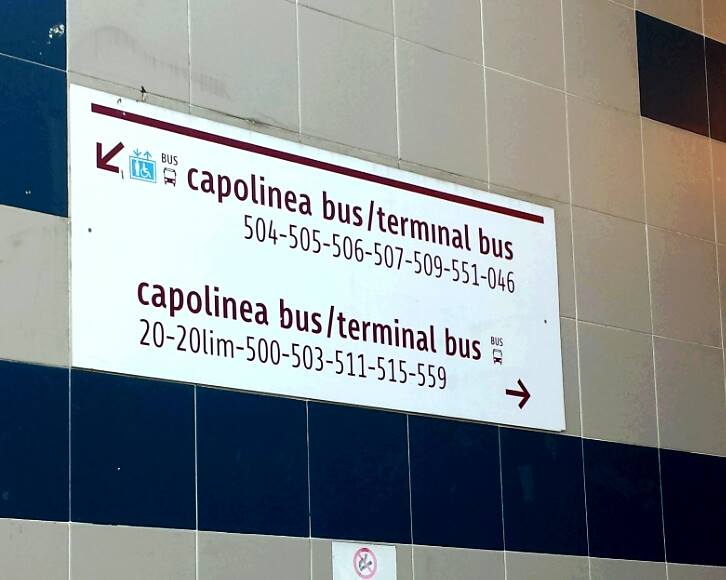 BUS
capolinea bus/terminal bus
504-505-506-507-509-551-046
capolinea bus/terminal bus
BUS
20-20lim-500-503-511-515-559